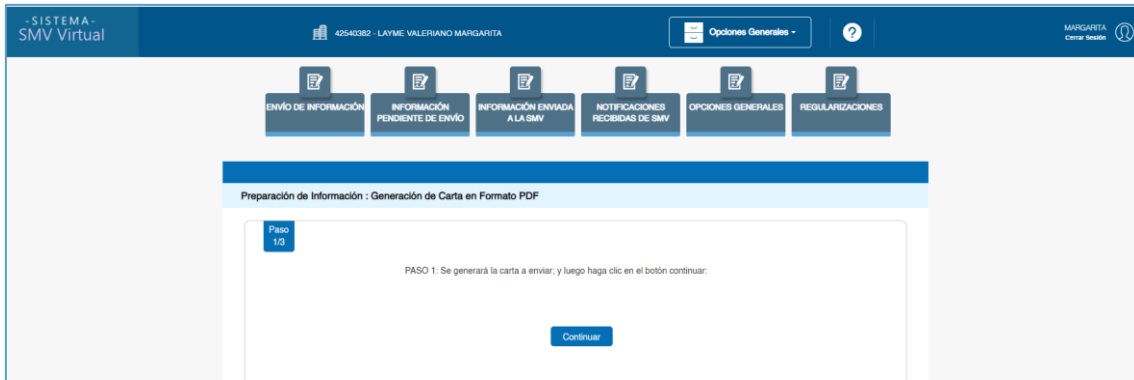 -SISTEMA-
SMV Virtual
42540382 - LAYME VALERIANO MARGARITA
Opciones Generales
?
MARGARITA
Cerrar Sesión
ENVÍO DE INFORMACIÓN
INFORMACIÓN
PENDIENTE DE ENVÍO
INFORMACIÓN ENVIADA
A LA SMV
NOTIFICACIONES
RECIBIDAS DE SMV
OPCIONES GENERALES
REGULARIZACIONES
Preparación de Información : Generación de Carta en Formato PDF
Paso
1/3
PASO 1: Se generará la carta a enviar; y luego haga clic en el botón continuar:
Continuar